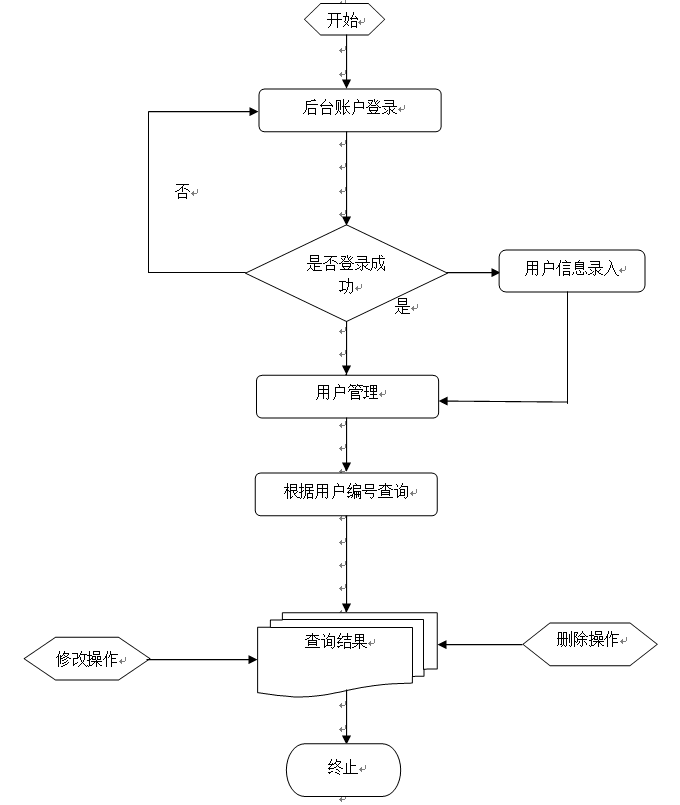 开始
后台账户登录
否
是否登录成
功
用户信息录入
是
用户管理
根据用户编号查询
查询结果
删除操作
修改操作
终止